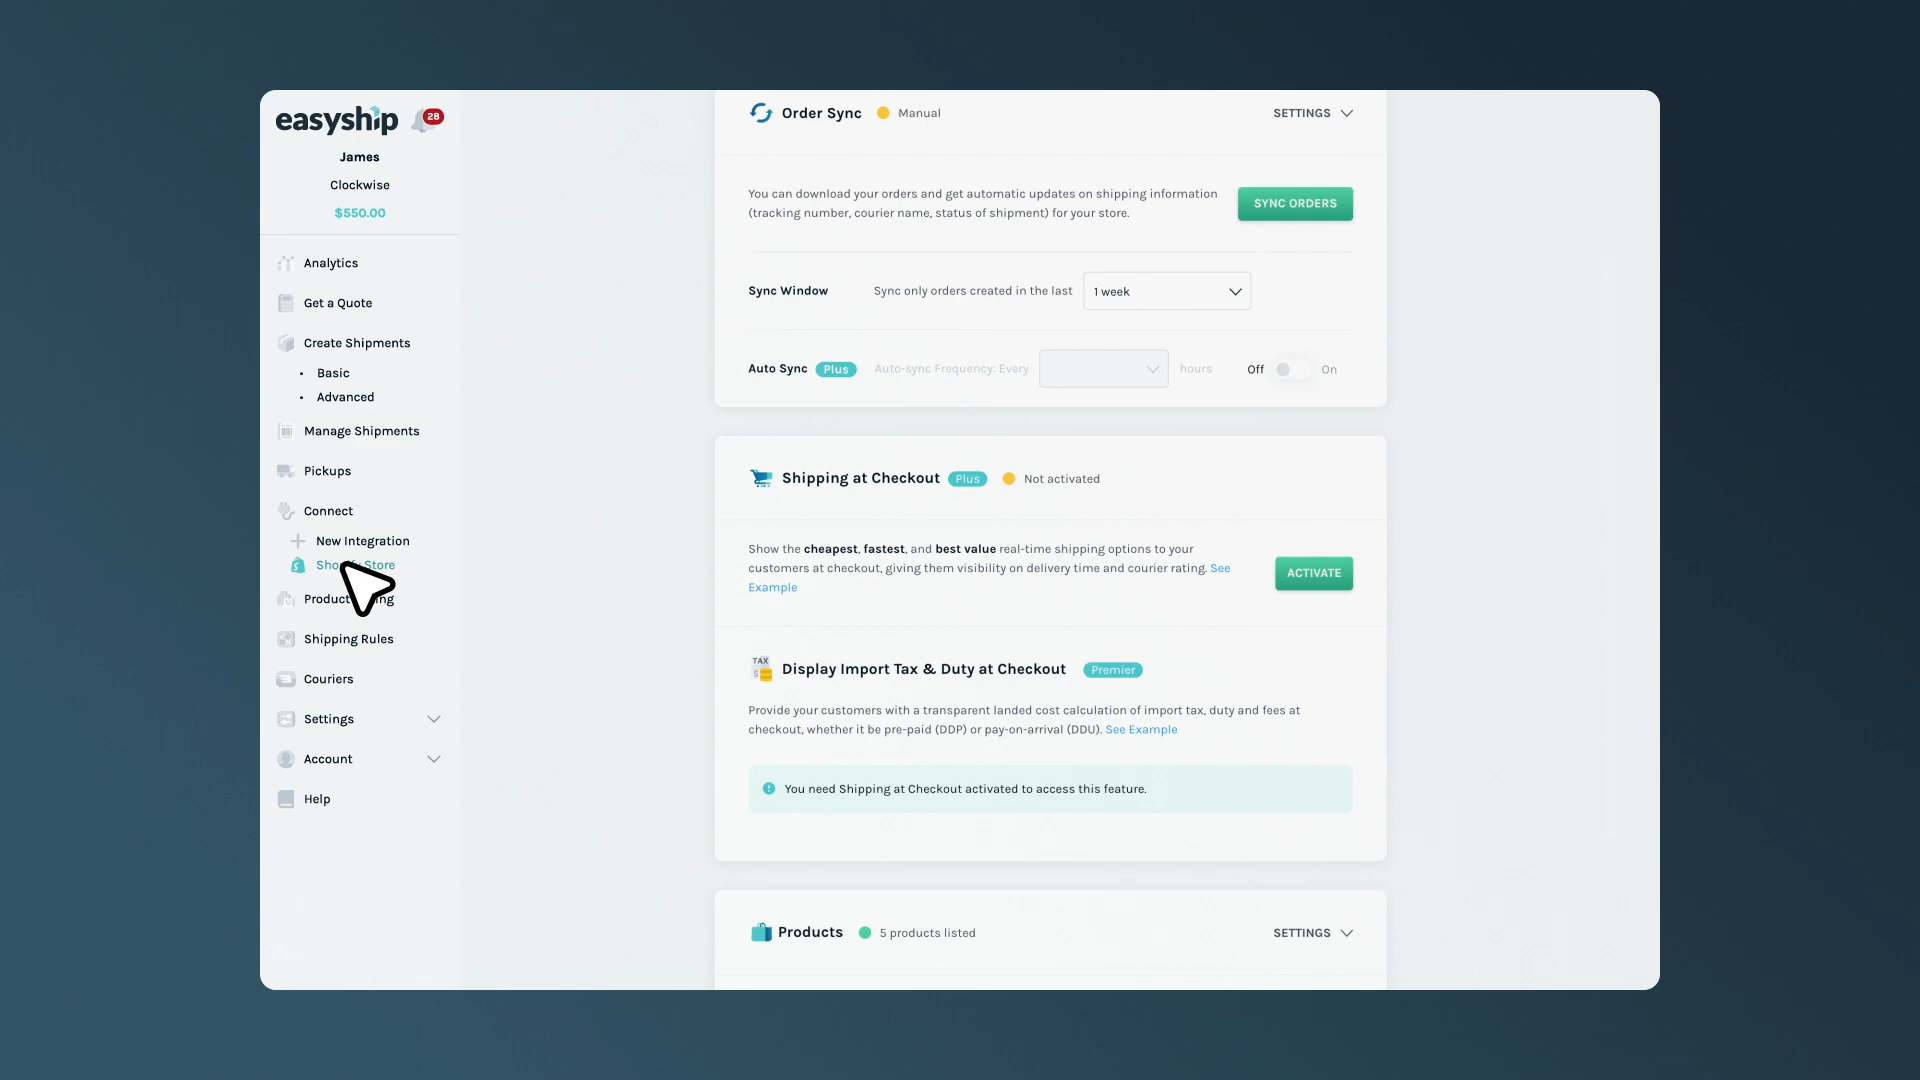 easyship
28
James
Clockwise
$550.00
Analytics
Get a Quote
Create Shipments
Basic
Advanced
Manage Shipments
Pickups
Connect
New Integration
Store
Shipping Rules
Couriers
Settings
Account
Help
Order Sync Manual SETTINGS
You can download your orders and get automatic updates on shipping information
(tracking number, courier name, status of shipment) for your store.
SYNC ORDERS
Sync Window Sync only orders created in the last 1 week
Auto Sync Plus Auto-sync Frequency: Every hours Off On
Shipping at Checkout Plus Not activated
Show the cheapest, fastest, and best value real-time shipping options to your
customers at checkout, giving them visibility on delivery time and courier rating. See
Example
ACTIVATE
TAX
$
Display Import Tax & Duty at Checkout Premier
Provide your customers with a transparent landed cost calculation of import tax, duty and fees at
checkout, whether it be pre-paid (DDP) or pay-on-arrival (DDU). See Example
You need Shipping at Checkout activated to access this feature.
Products 5 products listed SETTINGS